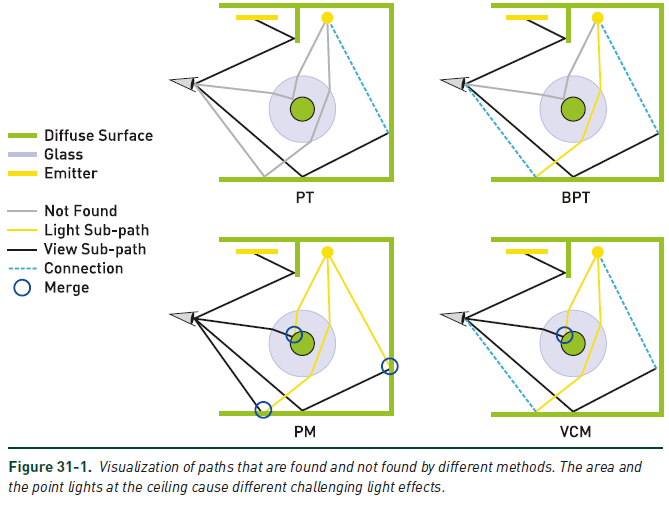 PT
BPT
Diffuse Surface
Glass
Emitter
Not Found
Light Sub-path
View Sub-path
Connection
Merge
PM
VCM
Figure 31-1. Visualization of paths that are found and not found by different methods. The area and
the point lights at the ceiling cause different challenging light effects.